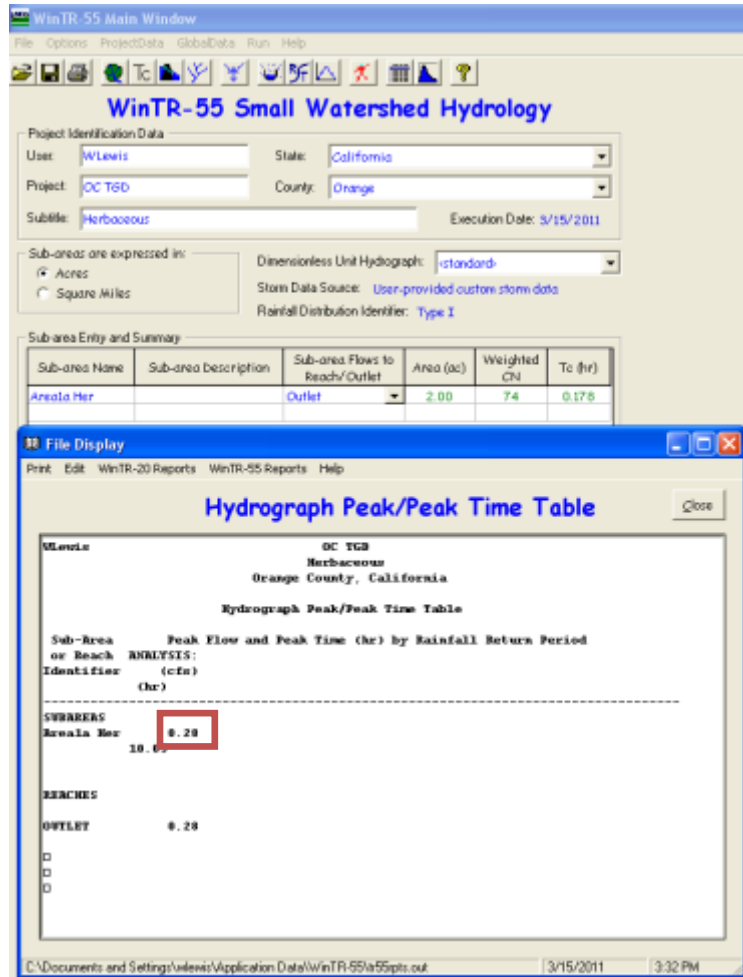 WinTR-55 Main Window
File Options ProjectData GlobalData Run Help
WinTR-55 Small Watershed Hydrology
Project Identification Data
User: WLewis State: California
Project: OC TGD County: Orange
Subtitle: Herbaceous Execution Date: 3/15/2011
Sub-areas are expressed in:
Acres
Square Miles
Dimensionless Unit Hydrograph: <standard>
Storm Data Source: User-provided custom storm data
Rainfall Distribution Identifier: Type I
Sub-area Entry and Summary
Sub-area Name Sub-area Description Sub-area Flows to Reach/Outlet Area (ac) Weighted CN Tc (hr)
Area1a Her Outlet 2.00 74 0.178
File Display
Print Edit WinTR-20 Reports WinTR-55 Reports Help
Hydrograph Peak/Peak Time Table
Close
WLewis OC TGD
Herbaceous
Orange County, California
Hydrograph Peak/Peak Time Table
Sub-Area Peak Flow and Peak Time (hr) by Rainfall Return Period
or Reach ANALYSIS:
Identifier (cfs)
(hr)
SUBAREAS
Area1a Her 0.28
REACHES
OUTLET 0.28
C:\Documents and Settings\wlewis\Application Data\WinTR-55\tr55rpts.out 3/15/2011 3:32 PM